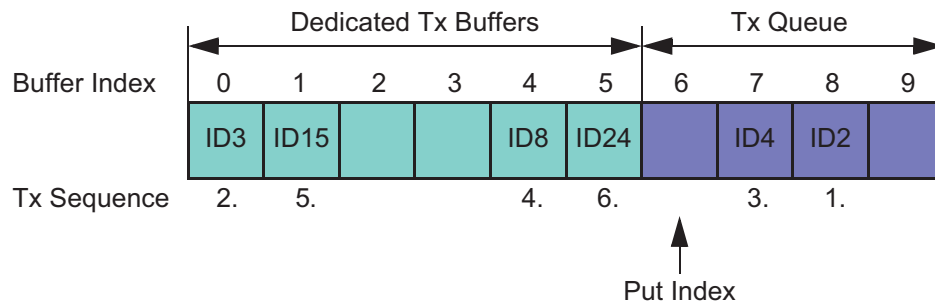 Dedicated Tx Buffers Tx Queue
Buffer Index 0 1 2 3 4 5 6 7 8 9
ID3 ID15 ID8 ID24 ID4 ID2
Tx Sequence 2. 5. 4. 6. 3. 1.
Put Index